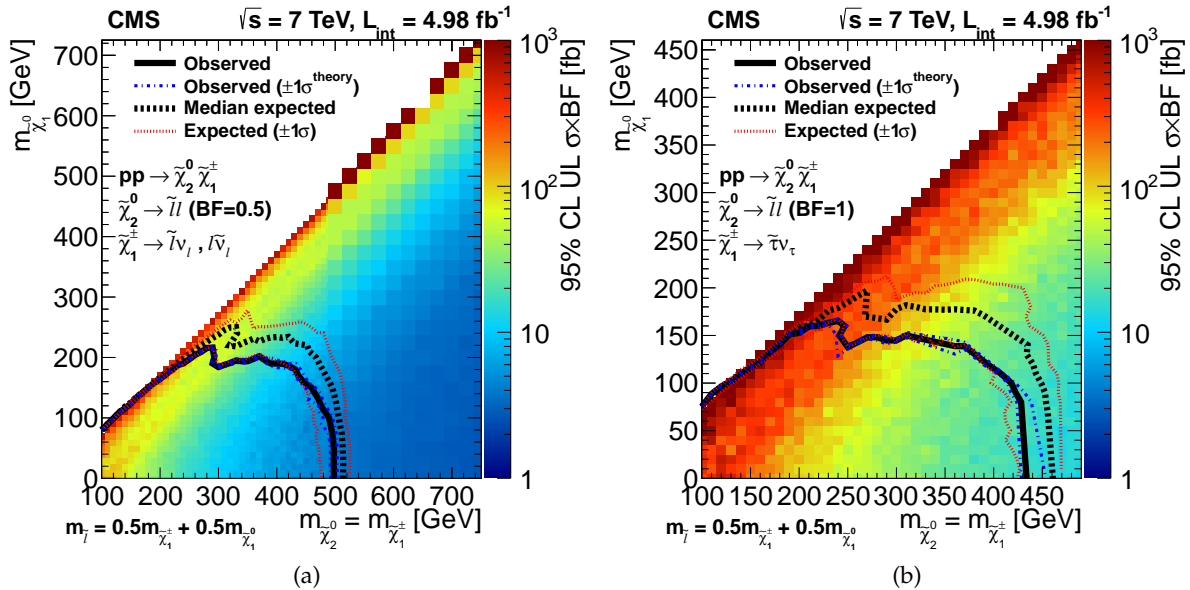 CMS √s = 7 TeV, L_int = 4.98 fb⁻¹
m_χ̃₁⁰ [GeV]
700
600
500
400
300
200
100
0
Observed
Observed (±1σ^theory)
Median expected
Expected (±1σ)
pp → χ̃₂⁰ χ̃₁^±
χ̃₂⁰ → l̃l (BF=0.5)
χ̃₁^± → l̃ν_l , lν̃_l
100 200 300 400 500 600 700
m_χ̃₂⁰ = m_χ̃₁^± [GeV]
m_l̃ = 0.5m_χ̃₁^± + 0.5m_χ̃₁⁰
10³
10²
10
1
95% CL UL σ×BF [fb]
(a)
CMS √s = 7 TeV, L_int = 4.98 fb⁻¹
m_χ̃₁⁰ [GeV]
450
400
350
300
250
200
150
100
50
0
Observed
Observed (±1σ^theory)
Median expected
Expected (±1σ)
pp → χ̃₂⁰ χ̃₁^±
χ̃₂⁰ → l̃l (BF=1)
χ̃₁^± → τ̃ν_τ
100 150 200 250 300 350 400 450
m_χ̃₂⁰ = m_χ̃₁^± [GeV]
m_l̃ = 0.5m_χ̃₁^± + 0.5m_χ̃₁⁰
10³
10²
10
1
95% CL UL σ×BF [fb]
(b)